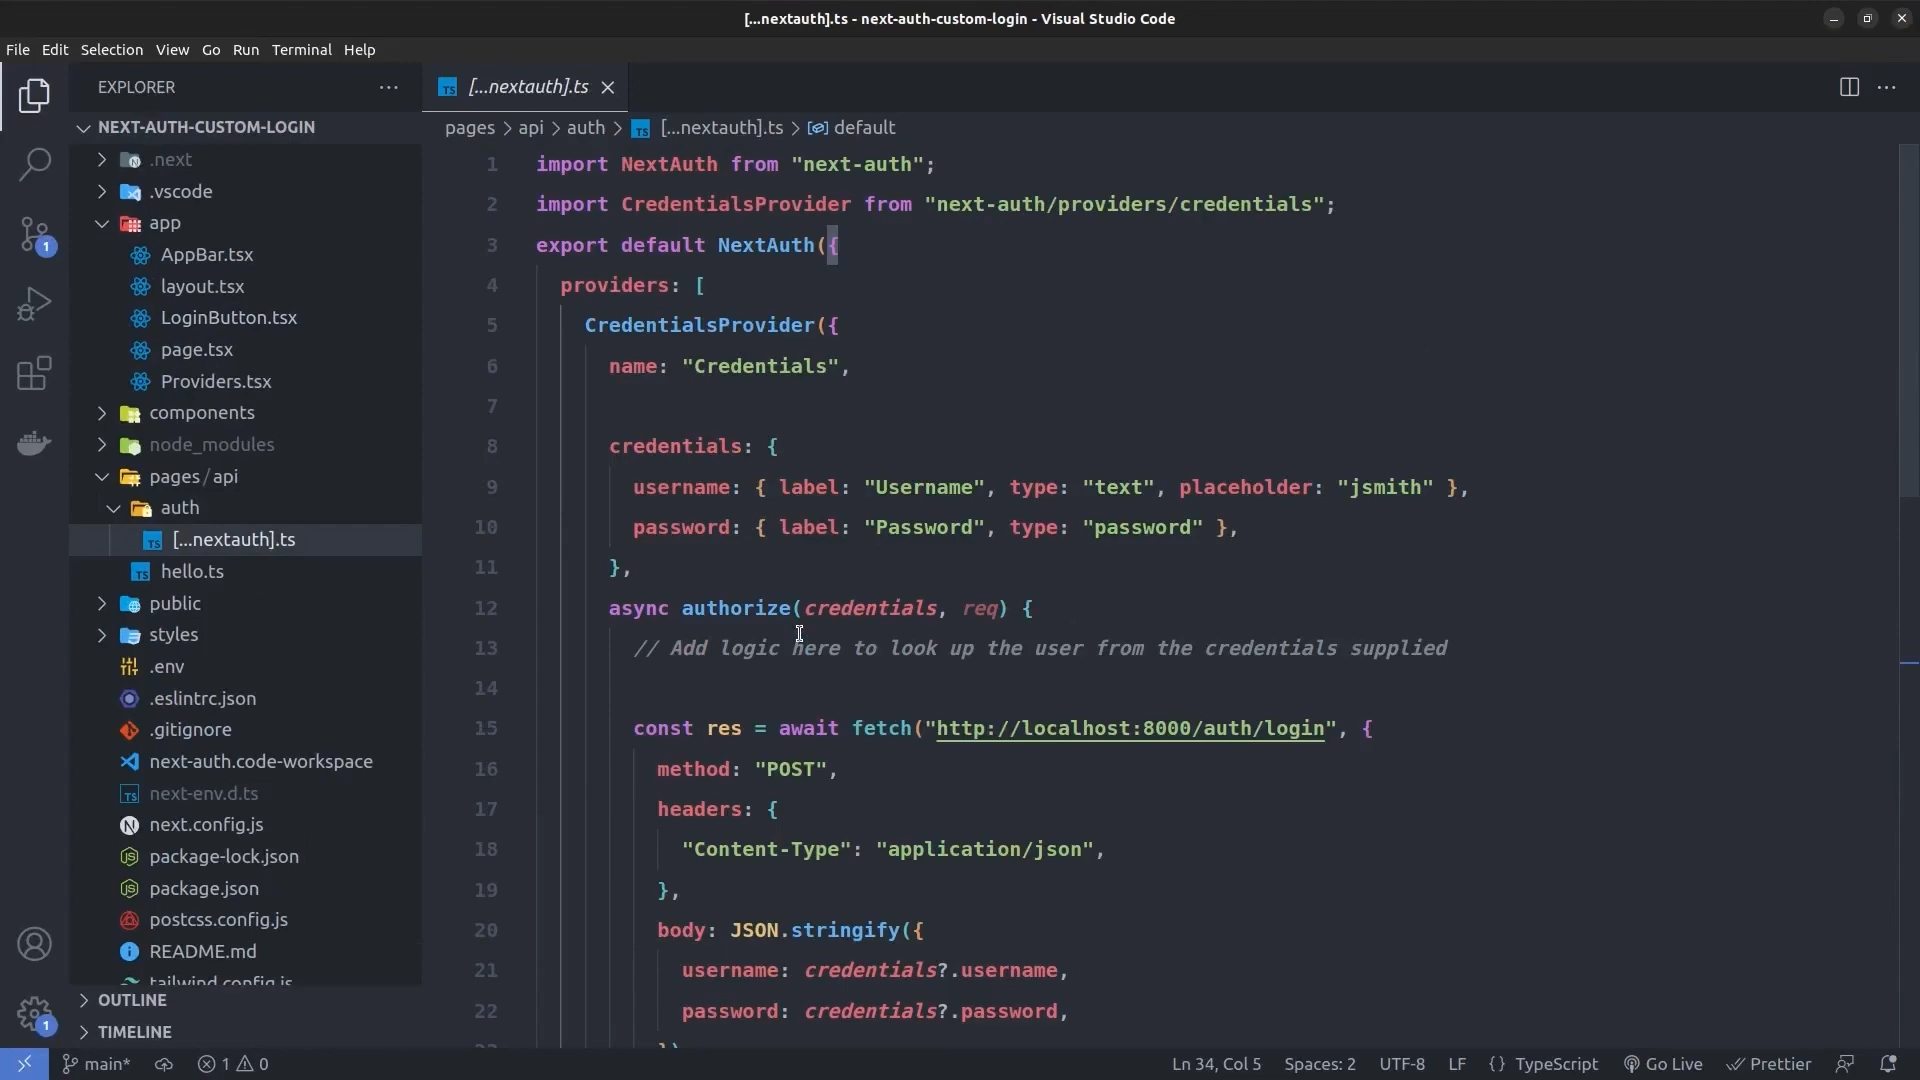 [...nextauth].ts - next-auth-custom-login - Visual Studio Code
File Edit Selection View Go Run Terminal Help
EXPLORER
NEXT-AUTH-CUSTOM-LOGIN
.next
.vscode
app
AppBar.tsx
layout.tsx
LoginButton.tsx
page.tsx
Providers.tsx
components
node_modules
pages/api
auth
[...nextauth].ts
hello.ts
public
styles
.env
.eslintrc.json
.gitignore
next-auth.code-workspace
next-env.d.ts
next.config.js
package-lock.json
package.json
postcss.config.js
README.md
tailwind.config.js
OUTLINE
TIMELINE
[...nextauth].ts
pages > api > auth > [...nextauth].ts > default
1 import NextAuth from "next-auth";
2 import CredentialsProvider from "next-auth/providers/credentials";
3 export default NextAuth({
4 providers: [
5 CredentialsProvider({
6 name: "Credentials",
7
8 credentials: {
9 username: { label: "Username", type: "text", placeholder: "jsmith" },
10 password: { label: "Password", type: "password" },
11 },
12 async authorize(credentials, req) {
13 // Add logic here to look up the user from the credentials supplied
14
15 const res = await fetch("http://localhost:8000/auth/login", {
16 method: "POST",
17 headers: {
18 "Content-Type": "application/json",
19 },
20 body: JSON.stringify({
21 username: credentials?.username,
22 password: credentials?.password,
main* 1 0 Ln 34, Col 5 Spaces: 2 UTF-8 LF {} TypeScript Go Live Prettier